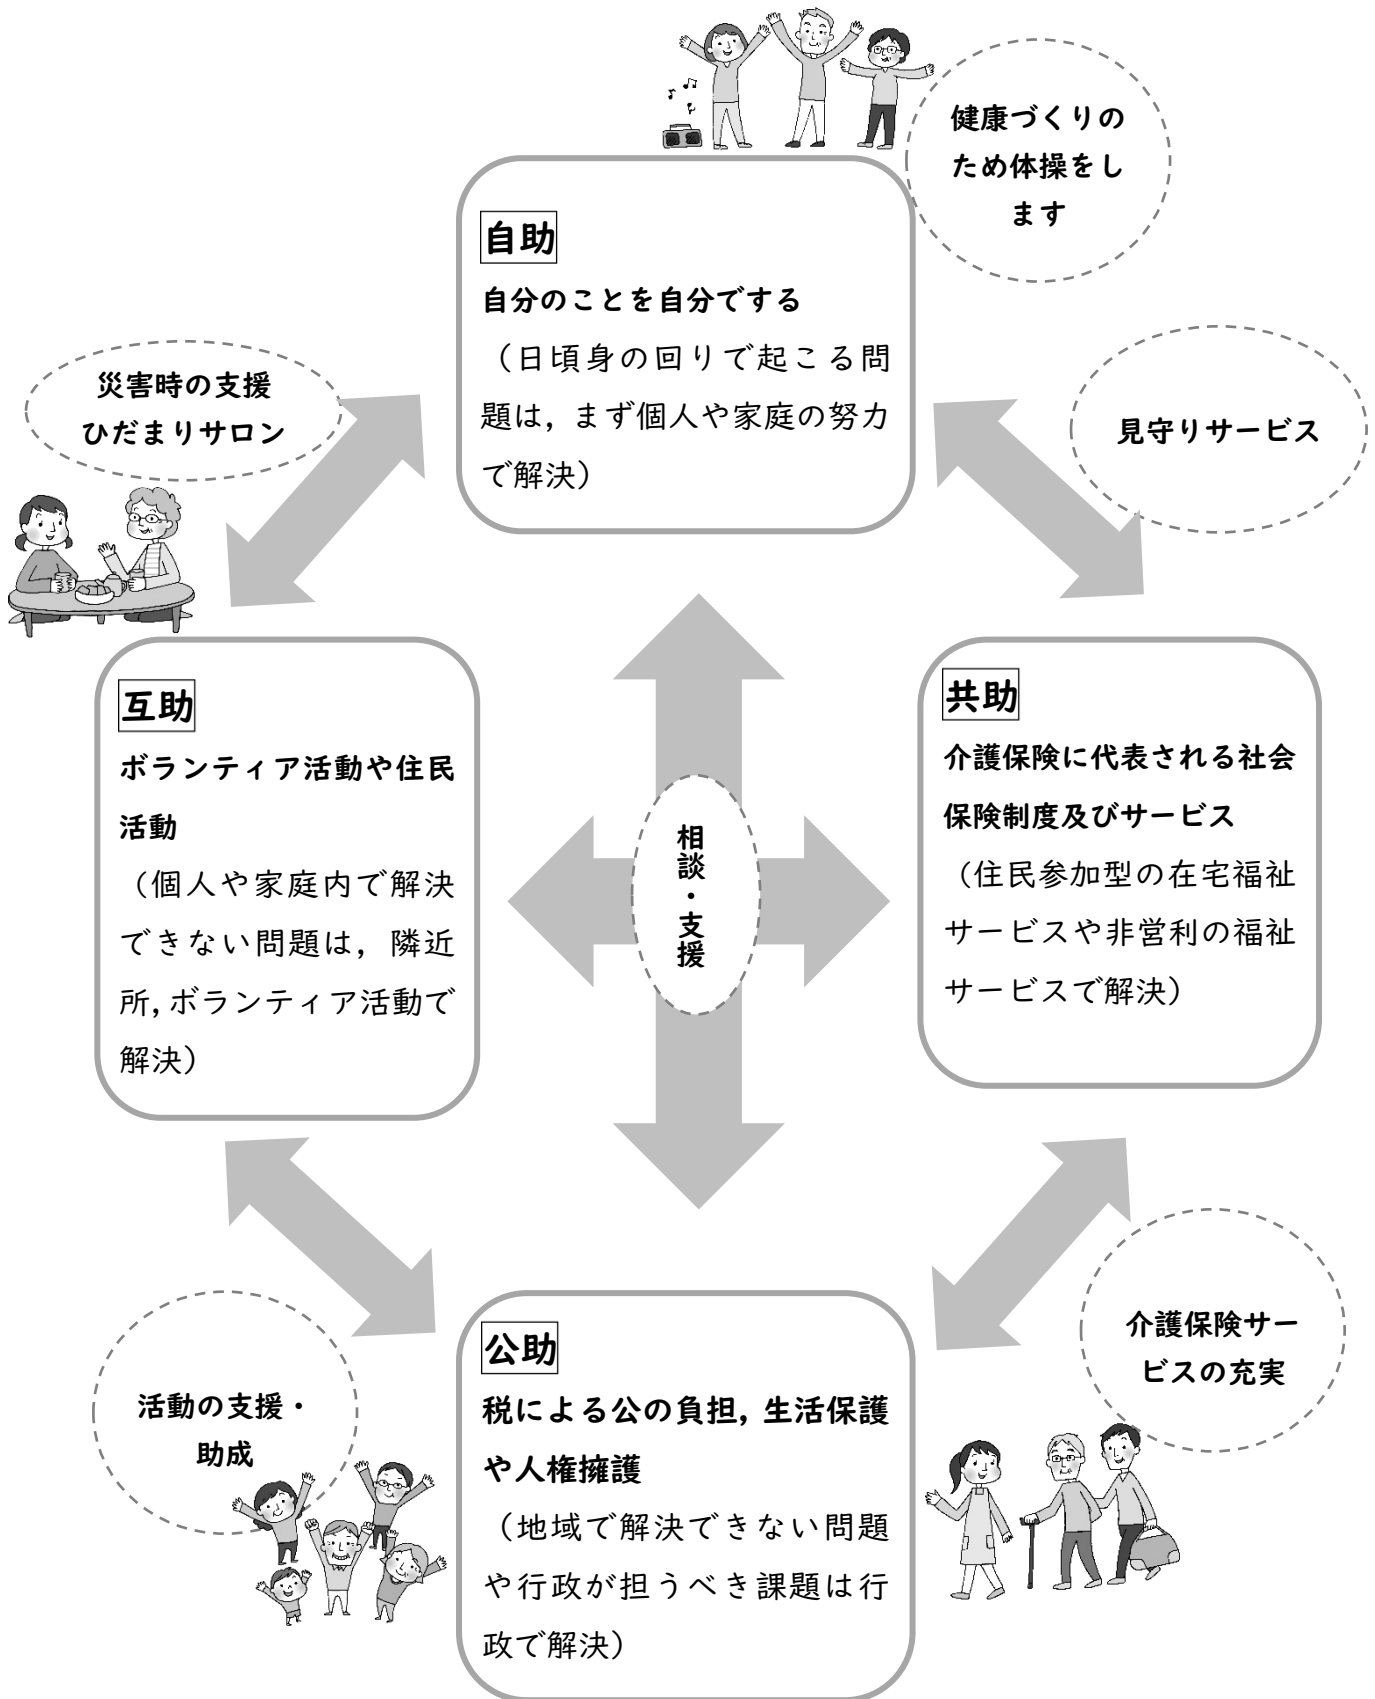 健康づくりの
ため体操をし
ます
自助
自分のことを自分でする
（日頃身の回りで起こる問
題は，まず個人や家庭の努力
で解決）
災害時の支援
ひだまりサロン
見守りサービス
互助
ボランティア活動や住民
活動
（個人や家庭内で解決
できない問題は，隣近
所，ボランティア活動で
解決）
相談・支援
共助
介護保険に代表される社会
保険制度及びサービス
（住民参加型の在宅福祉
サービスや非営利の福祉
サービスで解決）
活動の支援・
助成
公助
税による公の負担，生活保護
や人権擁護
（地域で解決できない問題
や行政が担うべき課題は行
政で解決）
介護保険サー
ビスの充実